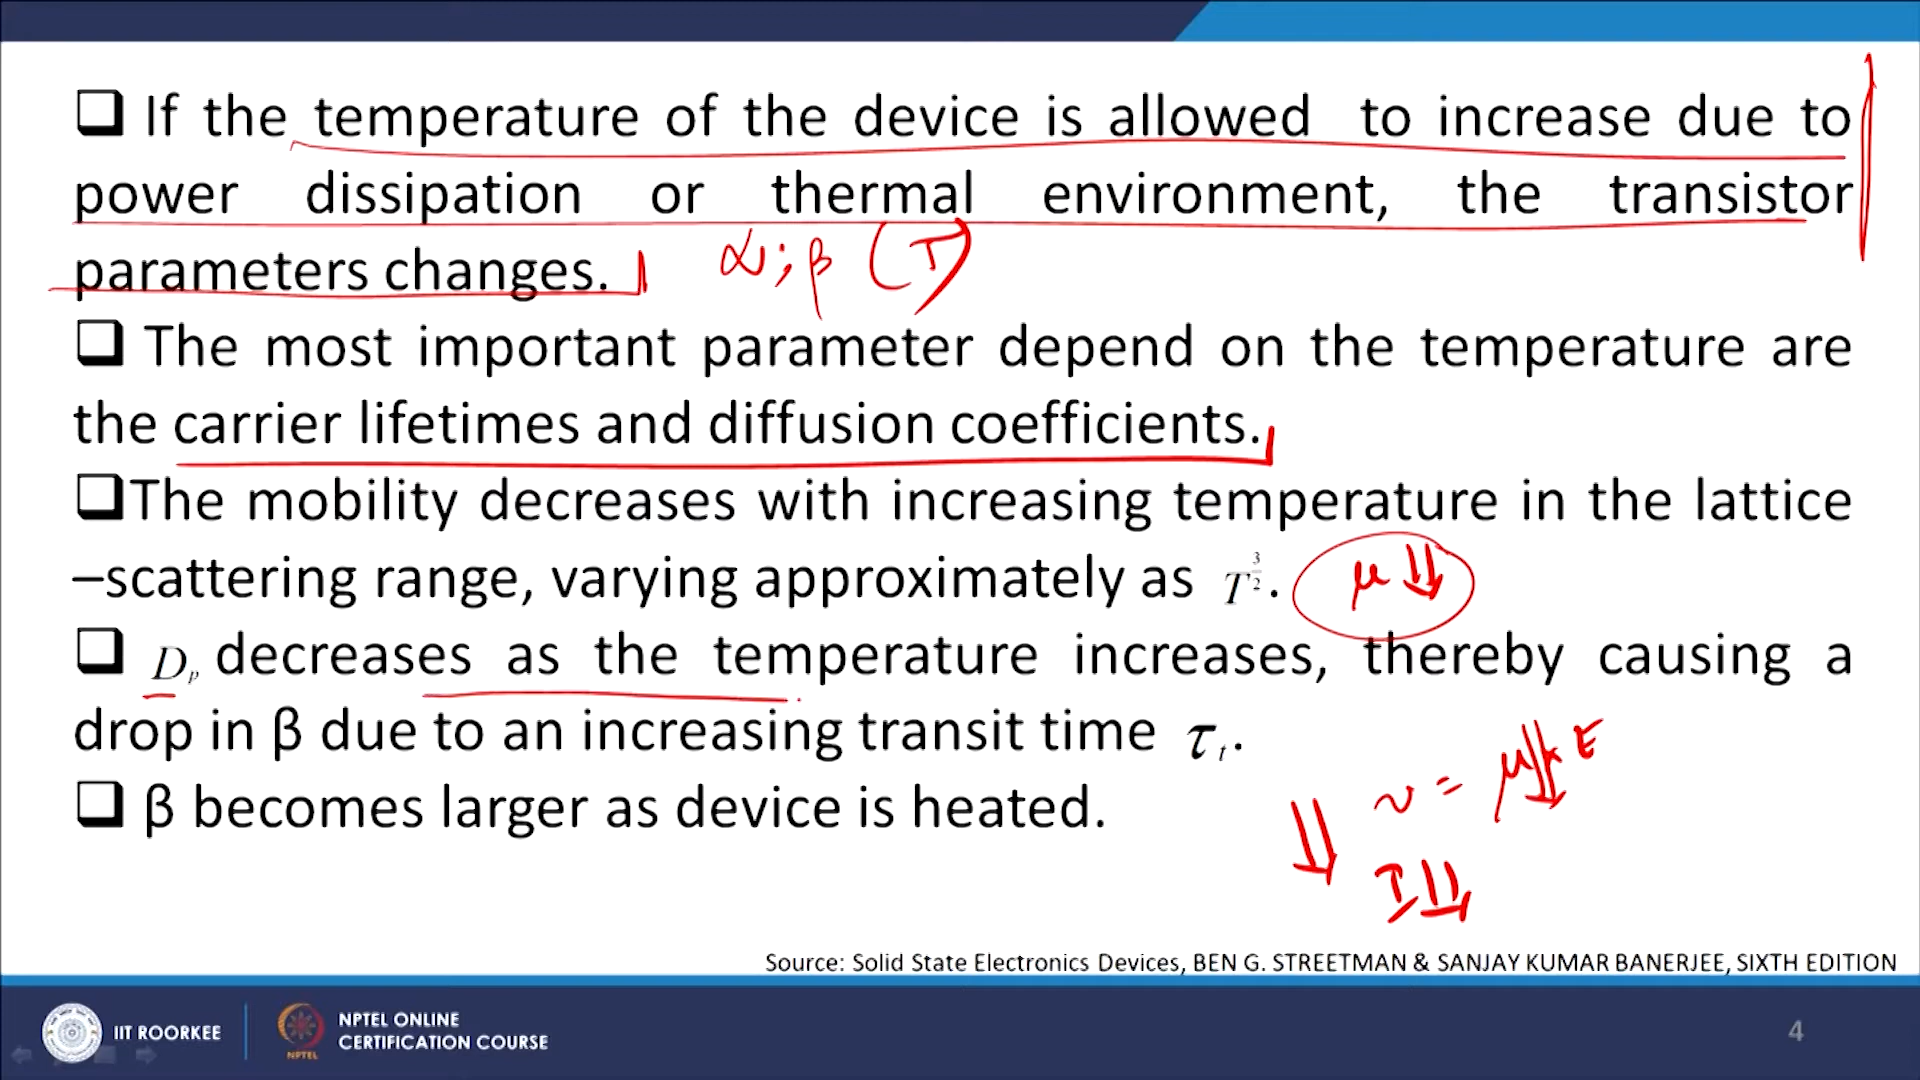 ❑ If the temperature of the device is allowed to increase due to
power dissipation or thermal environment, the transistor
parameters changes. α; β (T)
❑ The most important parameter depend on the temperature are
the carrier lifetimes and diffusion coefficients.
❑The mobility decreases with increasing temperature in the lattice
–scattering range, varying approximately as T^{3/2}. μ ↓↓
❑ D_p decreases as the temperature increases, thereby causing a
drop in β due to an increasing transit time τ_t.
v = μ↓↓ x E
❑ β becomes larger as device is heated.
↓↓
I↓↓
Source: Solid State Electronics Devices, BEN G. STREETMAN & SANJAY KUMAR BANERJEE, SIXTH EDITION
IIT ROORKEE
NPTEL
NPTEL ONLINE
CERTIFICATION COURSE
4